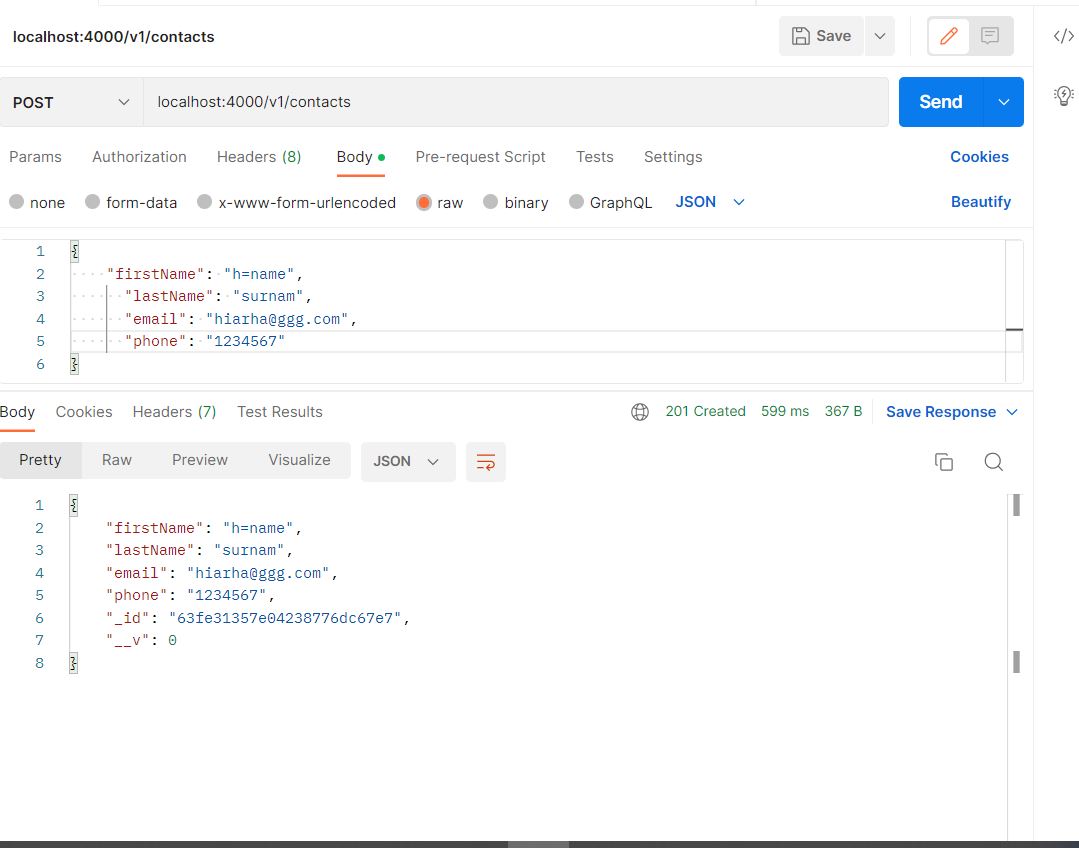 localhost:4000/v1/contacts
Save
</>
POST
localhost:4000/v1/contacts
Send
Params Authorization Headers (8) Body Pre-request Script Tests Settings Cookies
none form-data x-www-form-urlencoded raw binary GraphQL JSON Beautify
1 {
2 "firstName": "h=name",
3 "lastName": "surnam",
4 "email": "hiarha@ggg.com",
5 "phone": "1234567"
6 }
Body Cookies Headers (7) Test Results 201 Created 599 ms 367 B Save Response
Pretty Raw Preview Visualize JSON
1 {
2 "firstName": "h=name",
3 "lastName": "surnam",
4 "email": "hiarha@ggg.com",
5 "phone": "1234567",
6 "_id": "63fe31357e04238776dc67e7",
7 "__v": 0
8 }